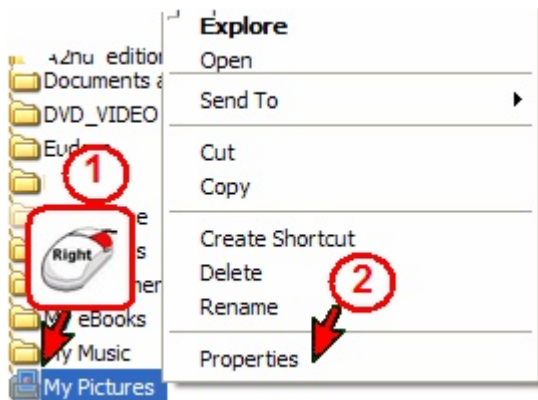 42nd edition
Documents a
DVD_VIDEO
Eud
e
s
mer
My eBooks
My Music
My Pictures
1
Right
Explore
Open
Send To
Cut
Copy
Create Shortcut
Delete
Rename
Properties
2